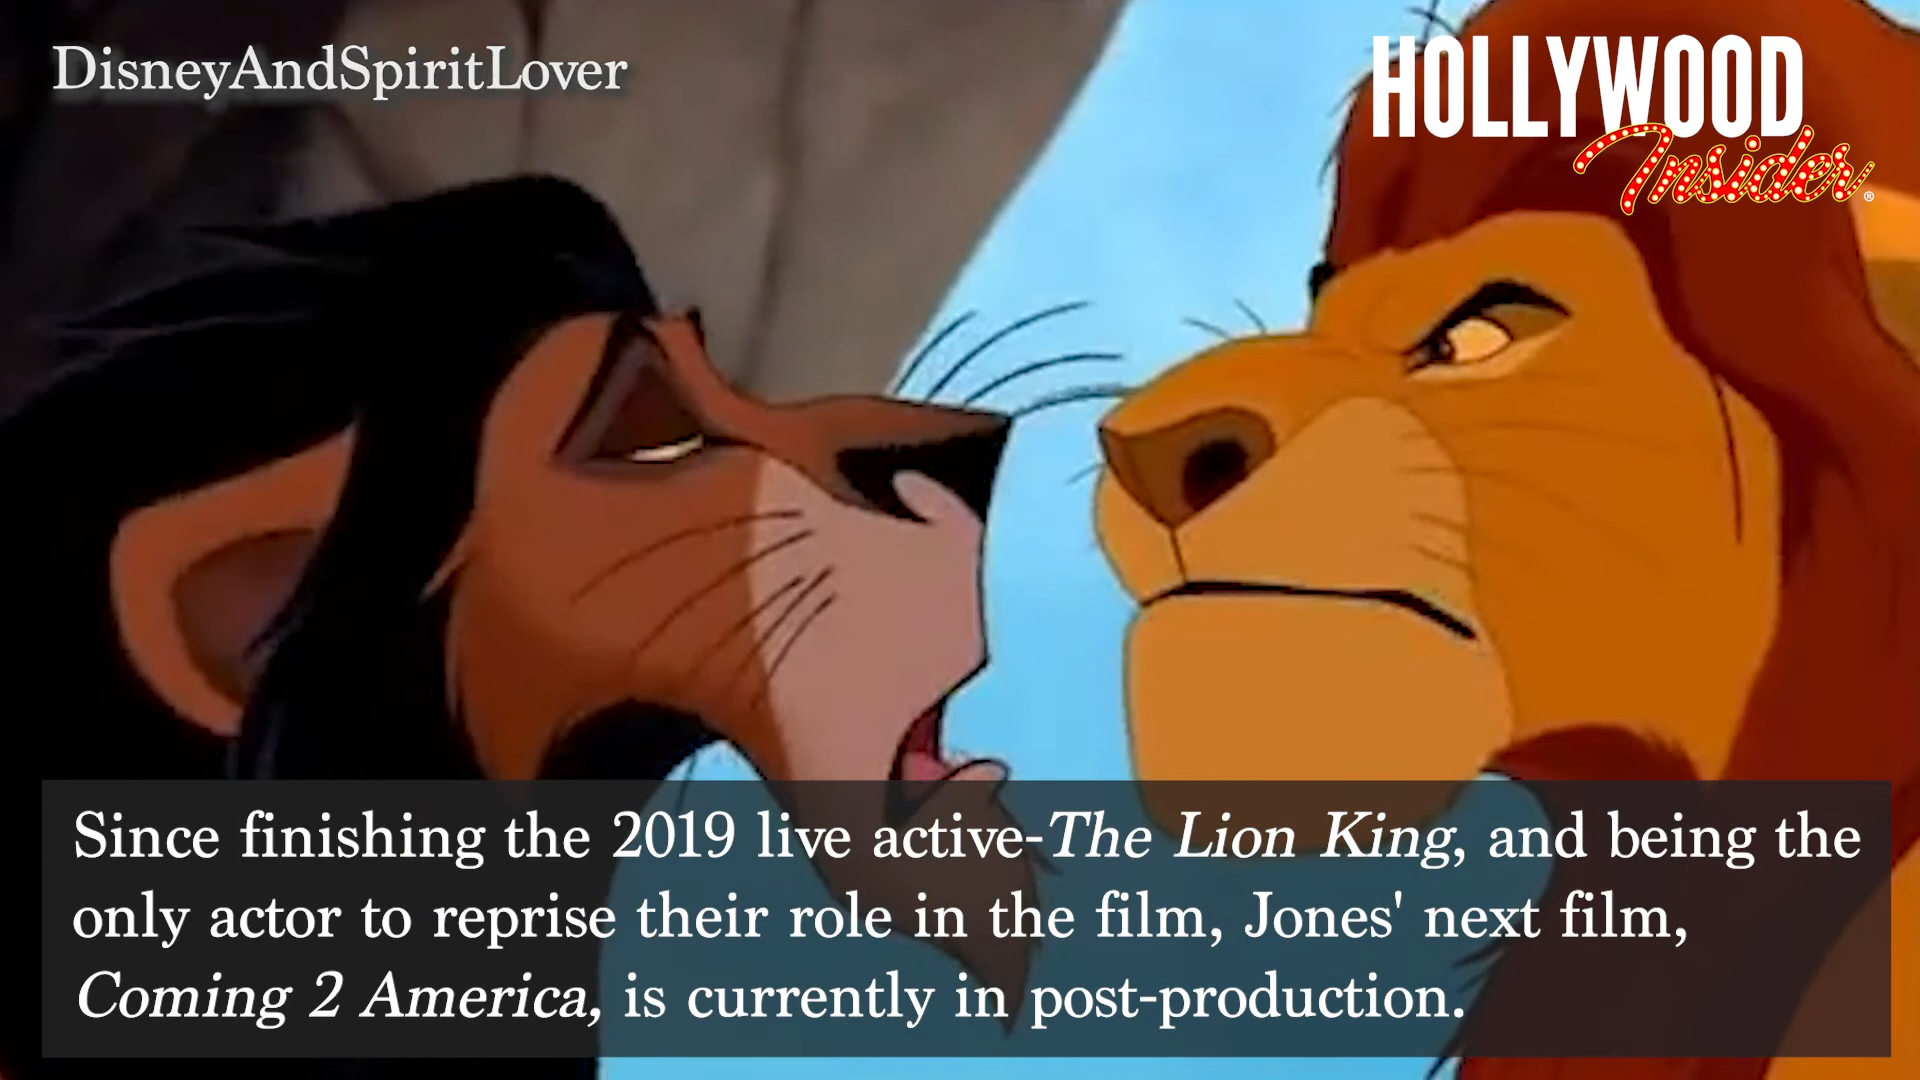 DisneyAndSpiritLover
HOLLYWOOD
Insider®
Since finishing the 2019 live active-The Lion King, and being the
only actor to reprise their role in the film, Jones' next film,
Coming 2 America, is currently in post-production.